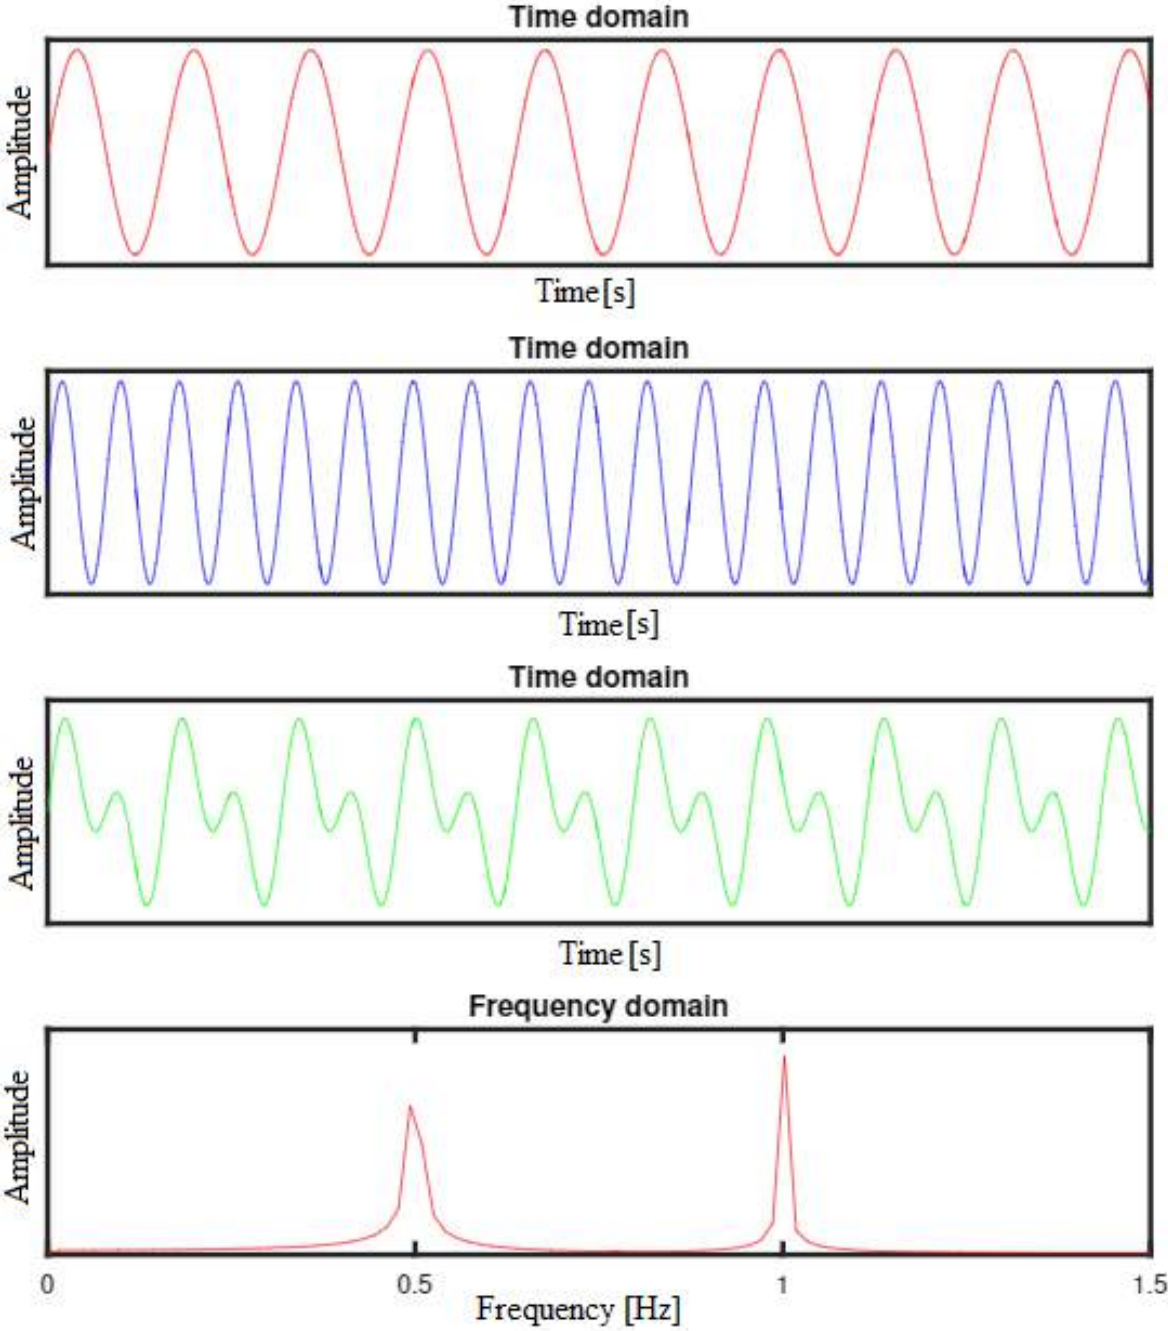 Time domain
Amplitude
Time[s]
Time domain
Amplitude
Time[s]
Time domain
Amplitude
Time [s]
Frequency domain
Amplitude
0 0.5 1 1.5
Frequency [Hz]